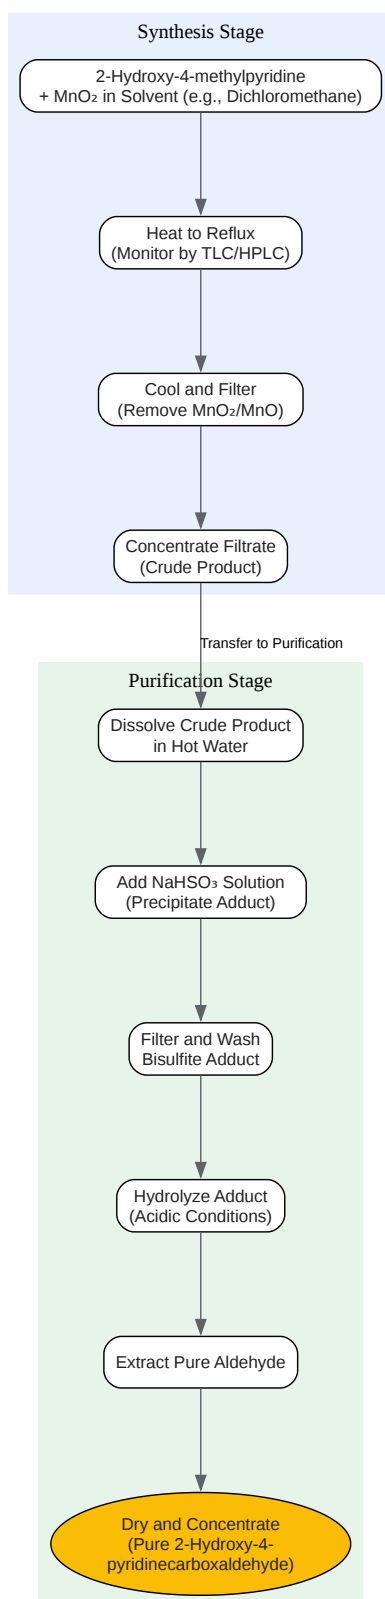 Synthesis Stage
2-Hydroxy-4-methylpyridine
+ MnO₂ in Solvent (e.g., Dichloromethane)
Heat to Reflux
(Monitor by TLC/HPLC)
Cool and Filter
(Remove MnO₂/MnO)
Concentrate Filtrate
(Crude Product)
Transfer to Purification
Purification Stage
Dissolve Crude Product
in Hot Water
Add NaHSO₃ Solution
(Precipitate Adduct)
Filter and Wash
Bisulfite Adduct
Hydrolyze Adduct
(Acidic Conditions)
Extract Pure Aldehyde
Dry and Concentrate
(Pure 2-Hydroxy-4-
pyridinecarboxaldehyde)